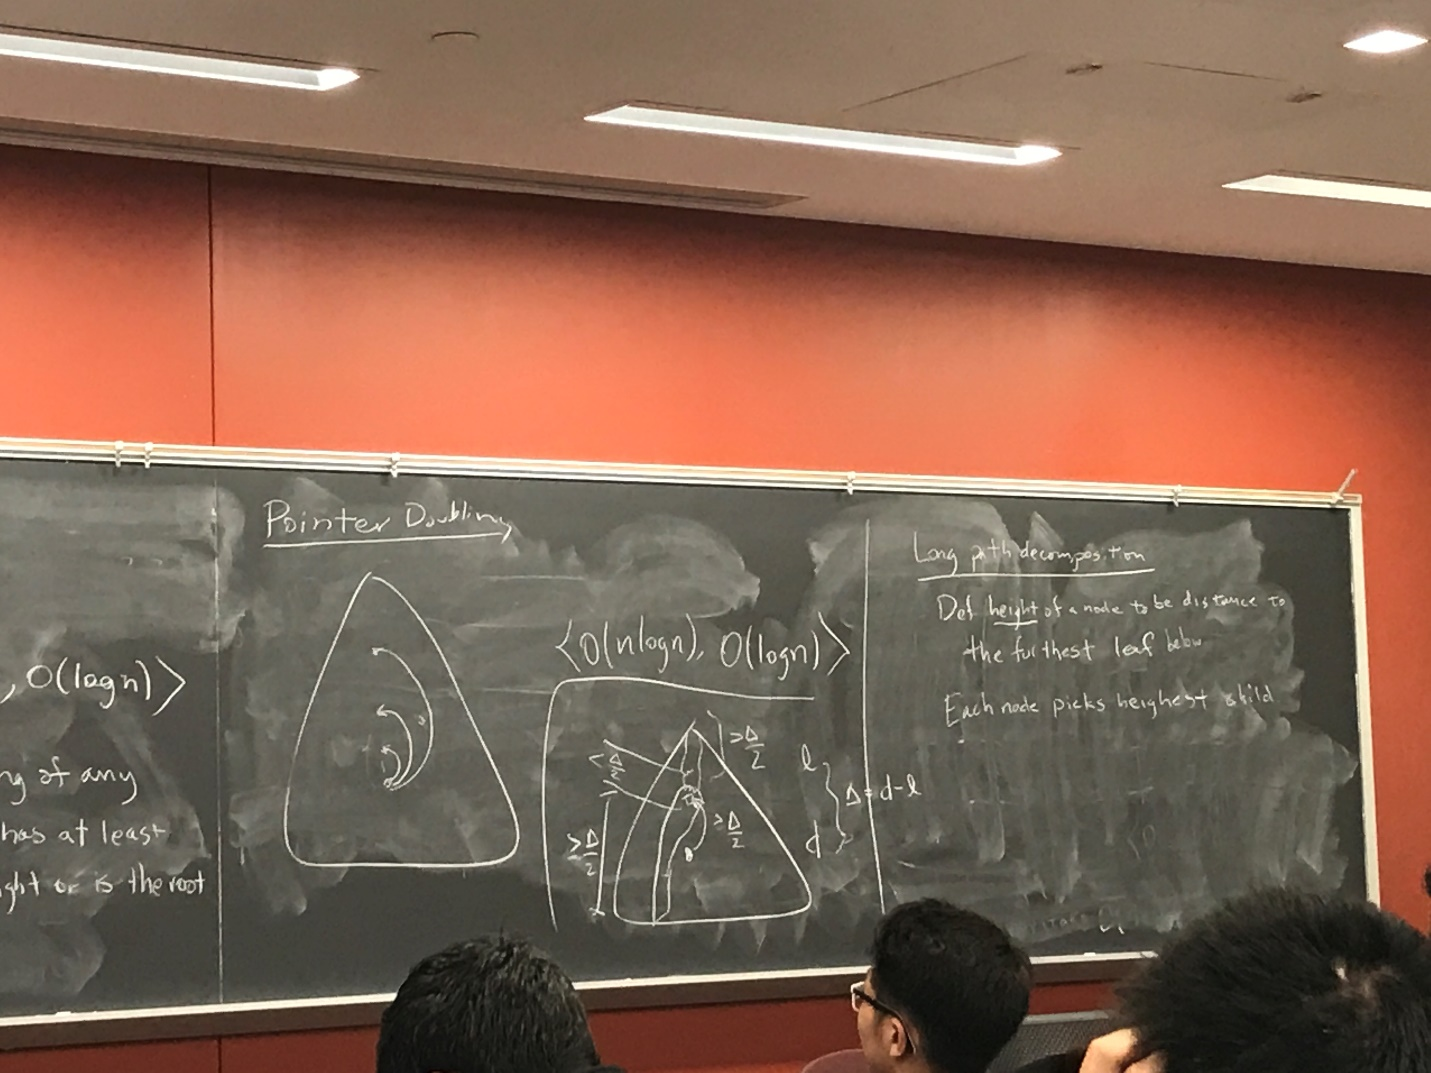 , O(logn)⟩
ng of any
has at least
ght or is the root
Pointer Doubling
⟨O(nlogn), O(logn)⟩
≥Δ/2
≥Δ/2
≥Δ/2
l
d
Δ = d-l
Long path decomposition
Def height of a node to be distance to
the furthest leaf below
Each node picks heighest child